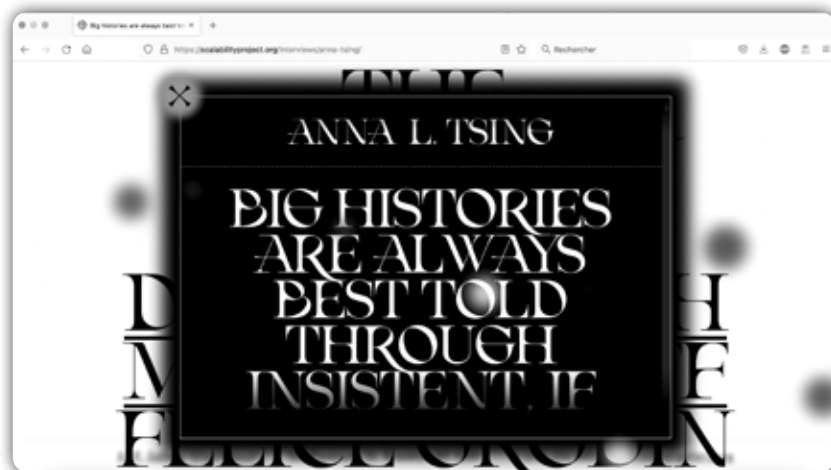 Big histories are always best to
https://scalabilityproject.org/interviews/anna-tsing/
Rechercher
THE
ANNA L. TSING
BIG HISTORIES
ARE ALWAYS
BEST TOLD
THROUGH
INSISTENT, IF